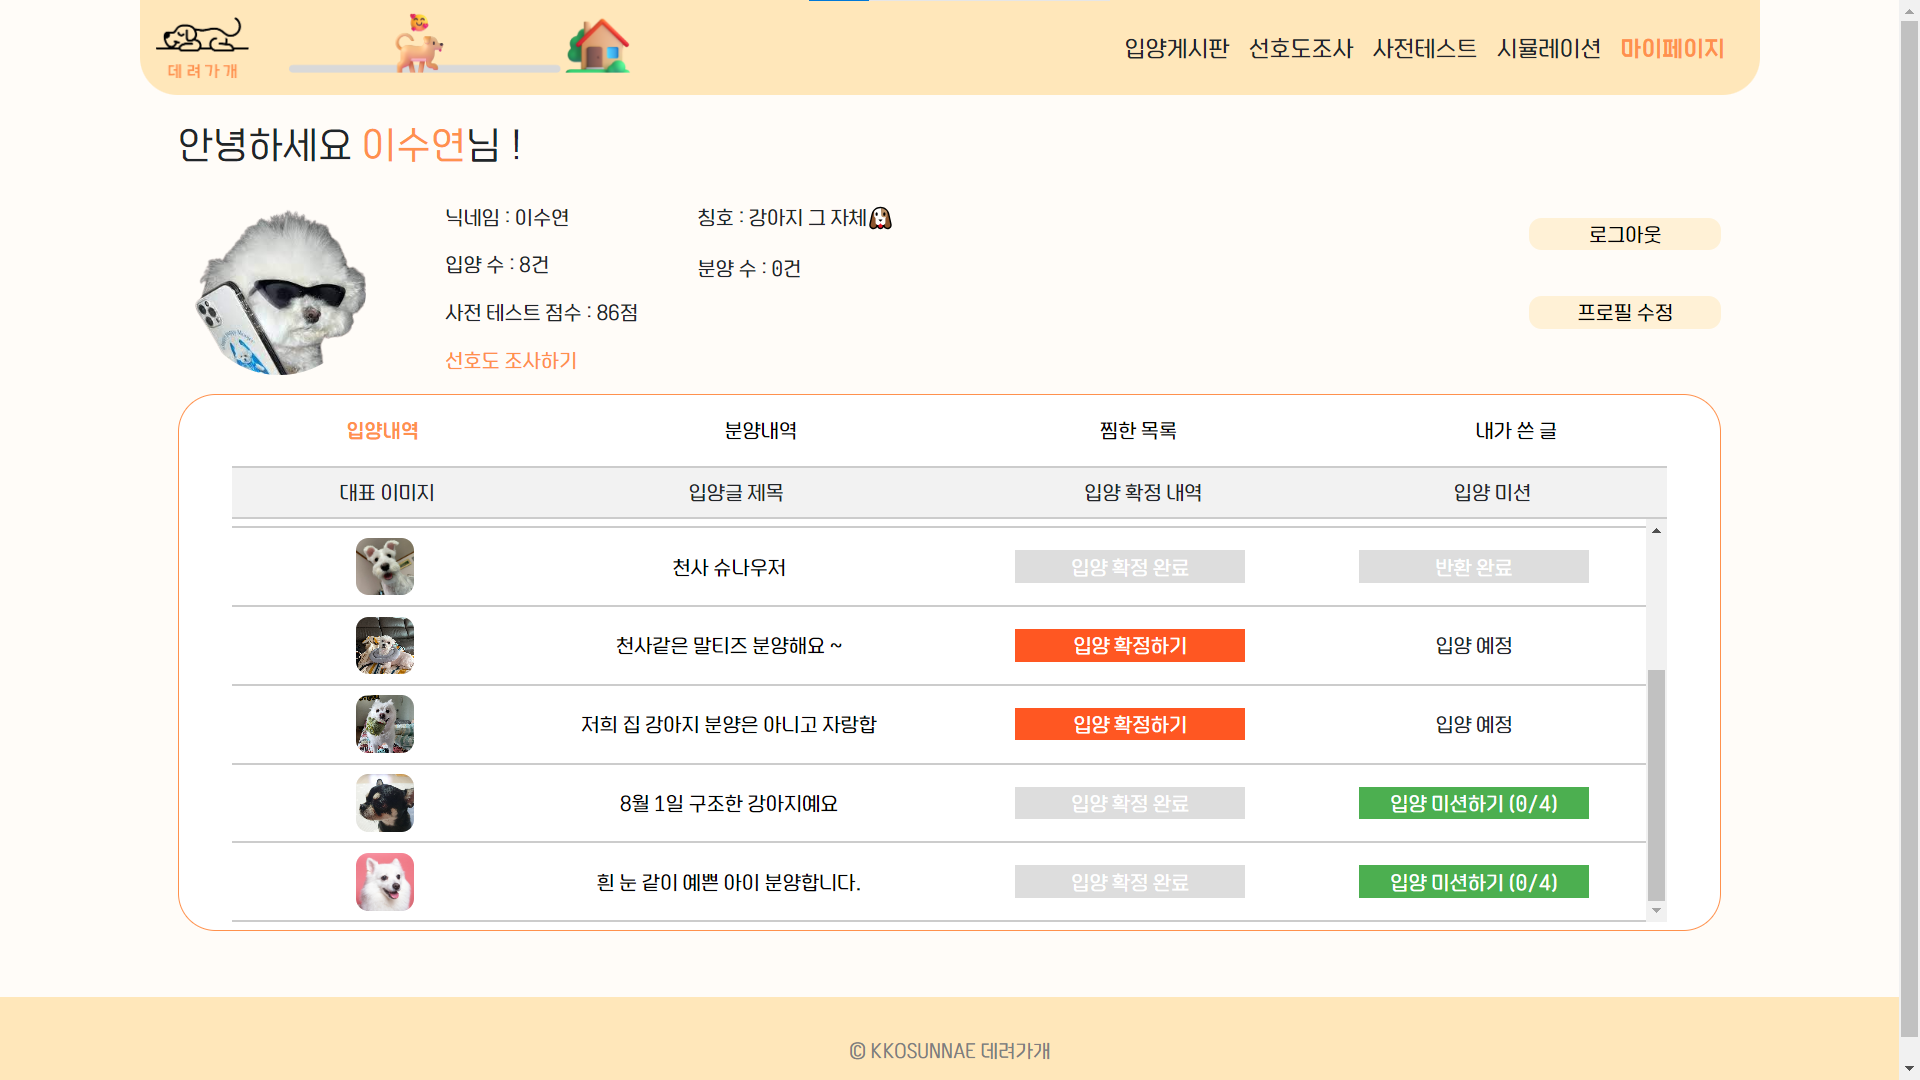 데려가개
입양게시판 선호도조사 사전테스트 시뮬레이션 마이페이지
안녕하세요 이수연님 !
닉네임 : 이수연 칭호 : 강아지 그 자체
입양 수 : 8건 분양 수 : 0건
사전 테스트 점수 : 86점
선호도 조사하기
로그아웃
프로필 수정
입양내역 분양내역 찜한 목록 내가 쓴 글
대표 이미지 입양글 제목 입양 확정 내역 입양 미션
천사 슈나우저 입양 확정 완료 반환 완료
천사같은 말티즈 분양해요 ~ 입양 확정하기 입양 예정
저희 집 강아지 분양은 아니고 자랑합 입양 확정하기 입양 예정
8월 1일 구조한 강아지에요 입양 확정 완료 입양 미션하기 (0/4)
흰 눈 같이 예쁜 아이 분양합니다. 입양 확정 완료 입양 미션하기 (0/4)
© KKOSUNNAE 데려가개